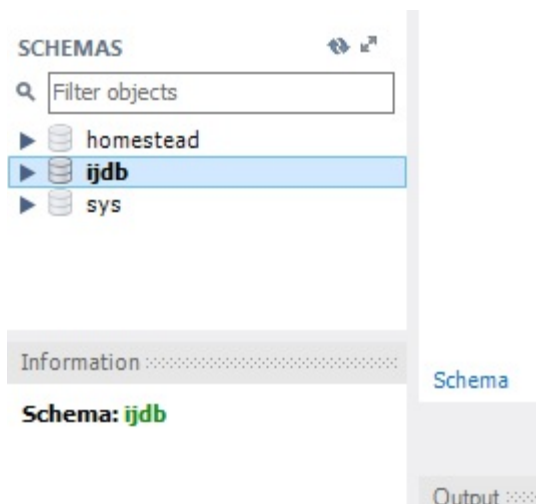 SCHEMAS
Filter objects
homestead
ijdb
sys
Information
Schema: ijdb
Schema
Output